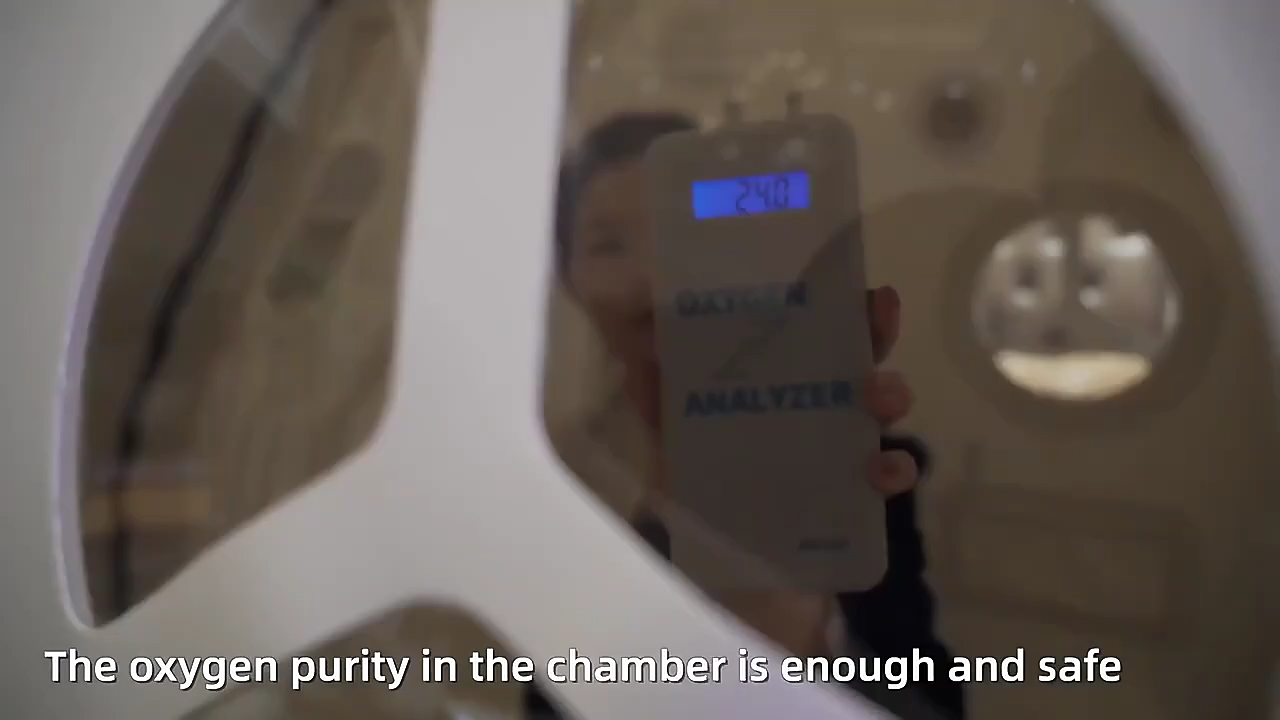 24.0
OXYGEN
ANALYZER
The oxygen purity in the chamber is enough and safe